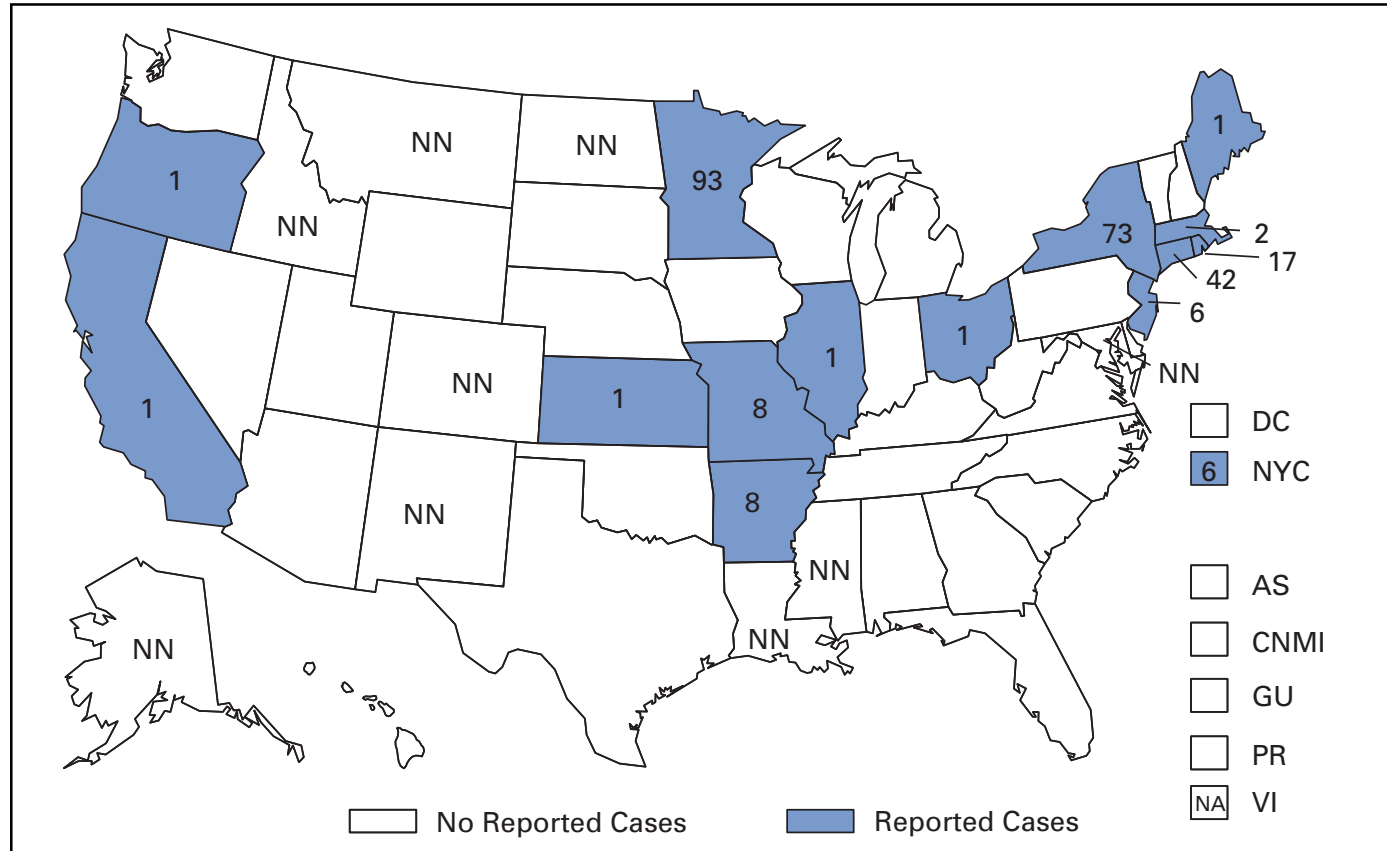 1
NN
NN
93
1
NN
73
2
17
42
6
NN
1
1
NN
1
8
1
NN
8
NN
NN
NN
DC
6 NYC
AS
CNMI
GU
PR
NA VI
No Reported Cases
Reported Cases